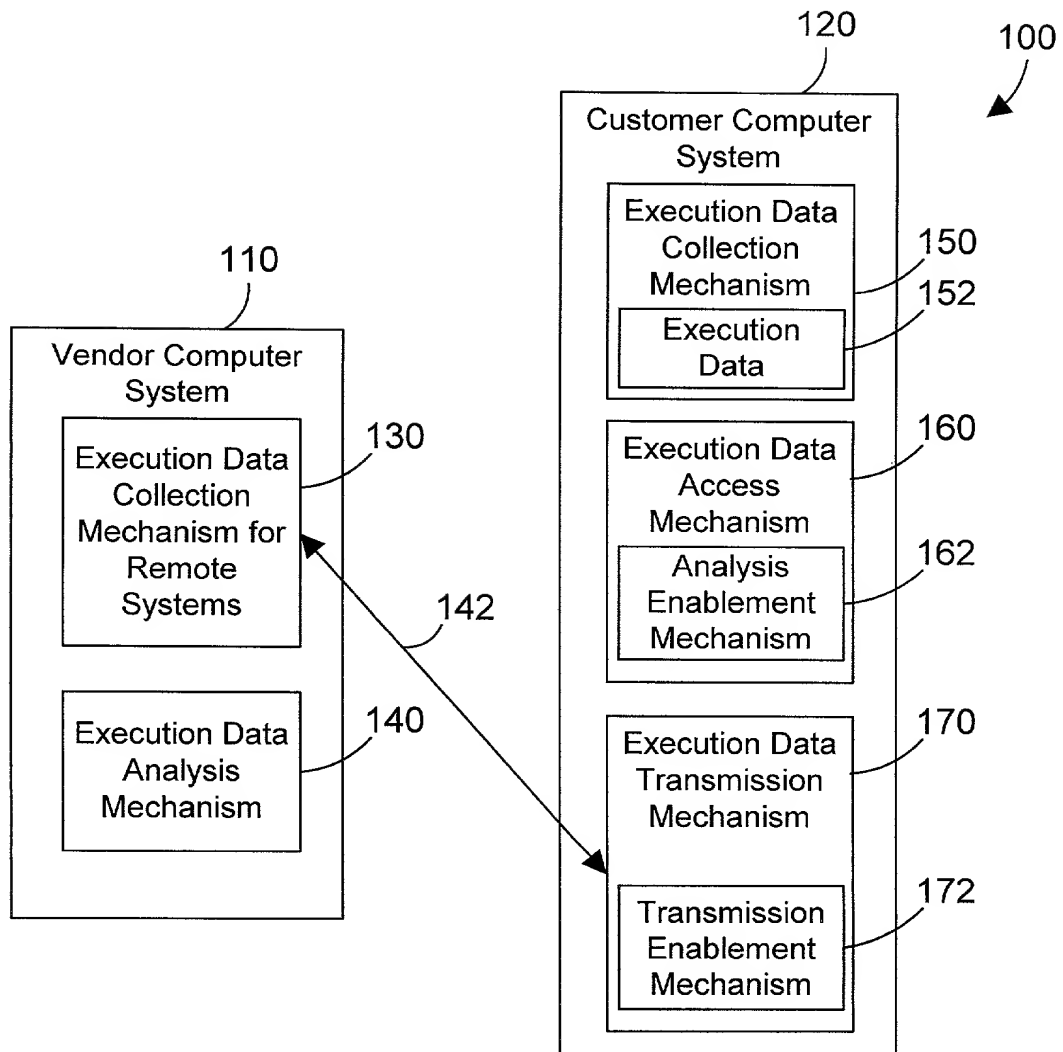 120
100
Customer Computer
System
Execution Data
Collection
Mechanism
150
152
Execution
Data
110
Vendor Computer
System
130
Execution Data
Collection
Mechanism for
Remote
Systems
142
140
Execution Data
Analysis
Mechanism
160
Execution Data
Access
Mechanism
162
Analysis
Enablement
Mechanism
170
Execution Data
Transmission
Mechanism
172
Transmission
Enablement
Mechanism